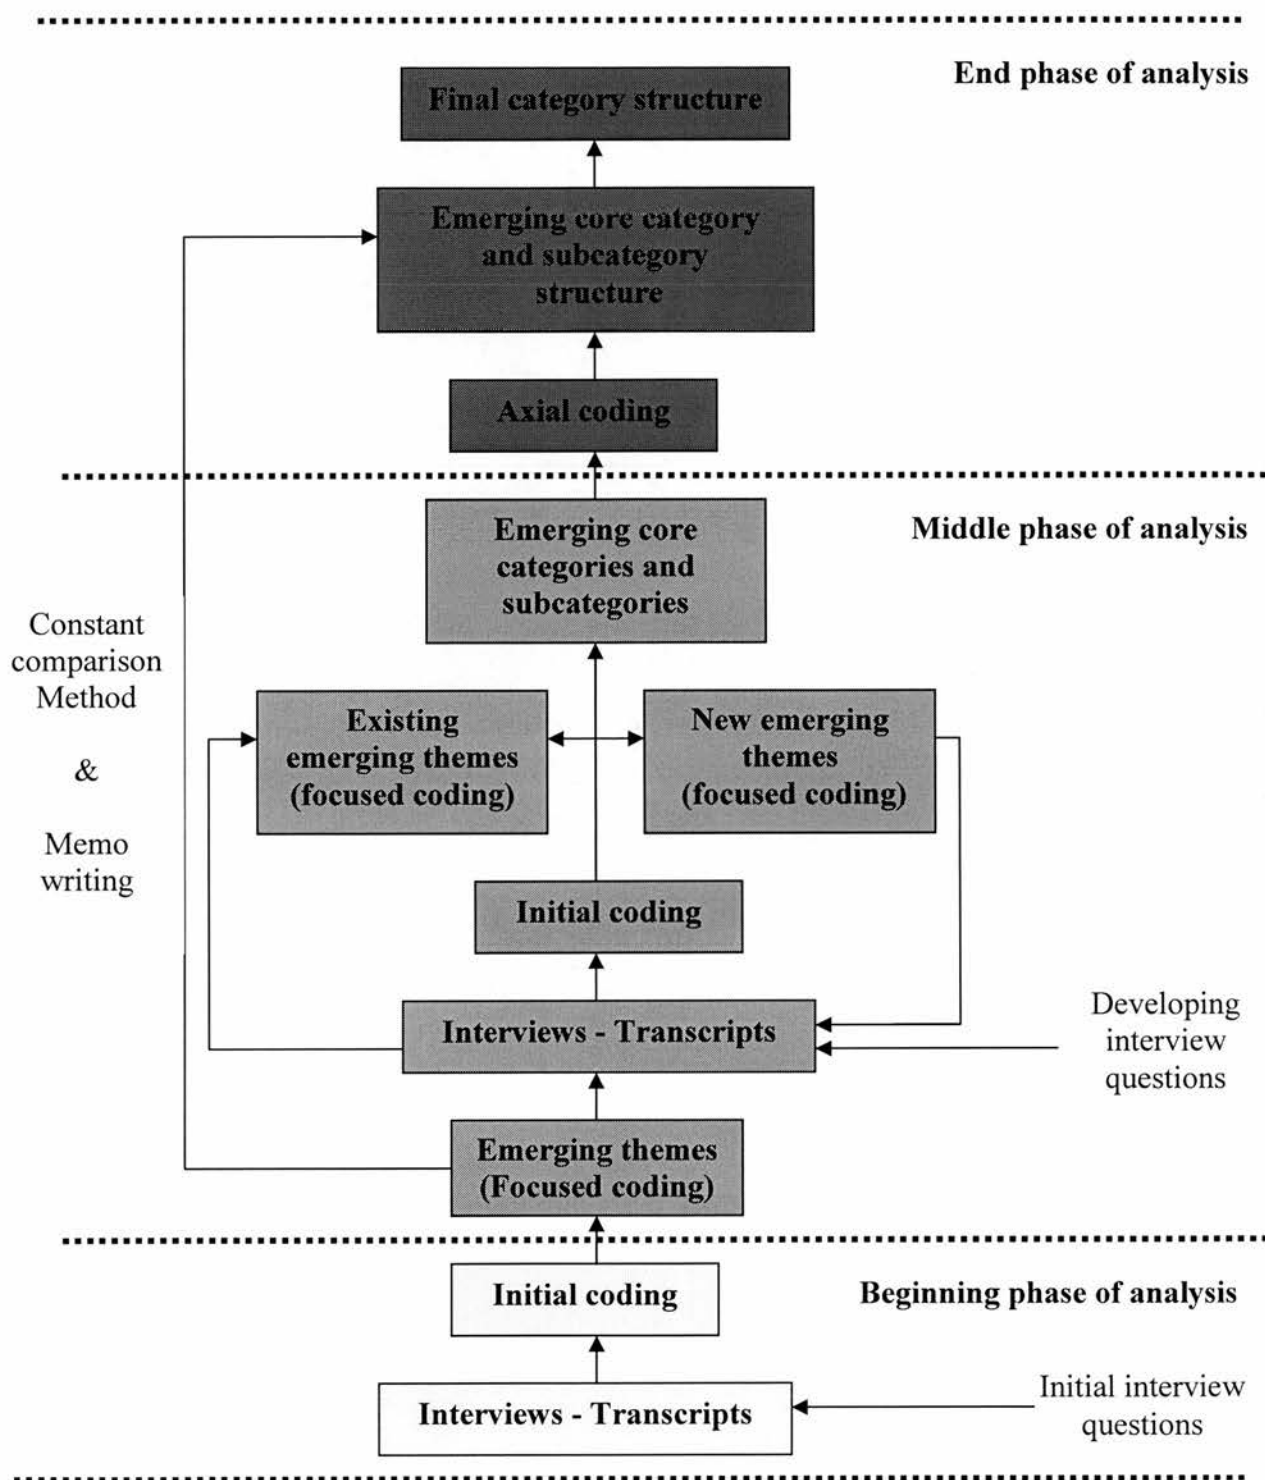 End phase of analysis
Final category structure
Emerging core category
and subcategory
structure
Axial coding
Middle phase of analysis
Emerging core
categories and
subcategories
Constant
comparison
Method
&
Memo
writing
Existing
emerging themes
(focused coding)
New emerging
themes
(focused coding)
Initial coding
Interviews - Transcripts
Developing
interview
questions
Emerging themes
(Focused coding)
Beginning phase of analysis
Initial coding
Interviews - Transcripts
Initial interview
questions